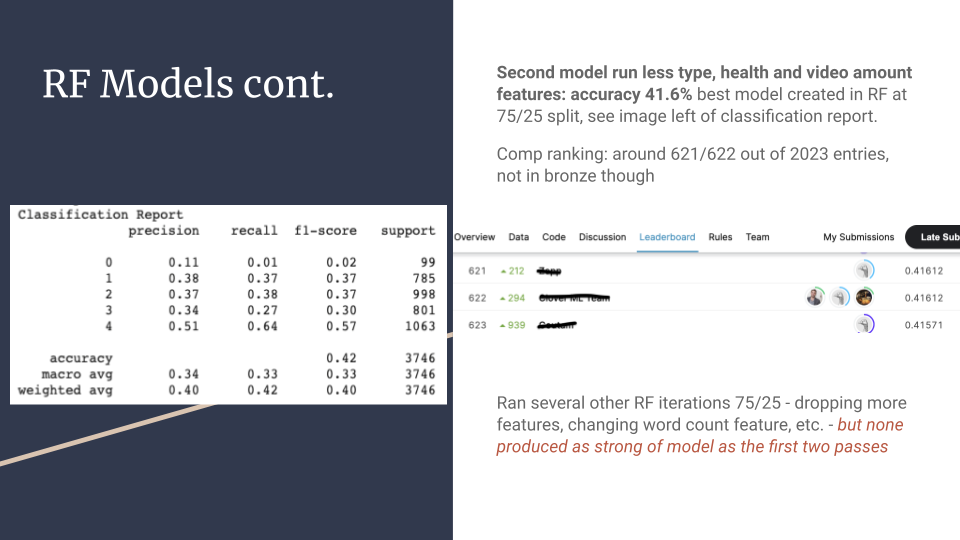 RF Models cont.
Classification Report
precision recall f1-score support
0 0.11 0.01 0.02 99
1 0.38 0.37 0.37 785
2 0.37 0.38 0.37 998
3 0.34 0.27 0.30 801
4 0.51 0.64 0.57 1063
accuracy 0.42 3746
macro avg 0.34 0.33 0.33 3746
weighted avg 0.40 0.42 0.40 3746
Second model run less type, health and video amount
features: accuracy 41.6% best model created in RF at
75/25 split, see image left of classification report.
Comp ranking: around 621/622 out of 2023 entries,
not in bronze though
Overview Data Code Discussion Leaderboard Rules Team My Submissions Late Sub
621 212 0.41612
622 294 0.41612
623 939 0.41571
Ran several other RF iterations 75/25 - dropping more
features, changing word count feature, etc. - but none
produced as strong of model as the first two passes